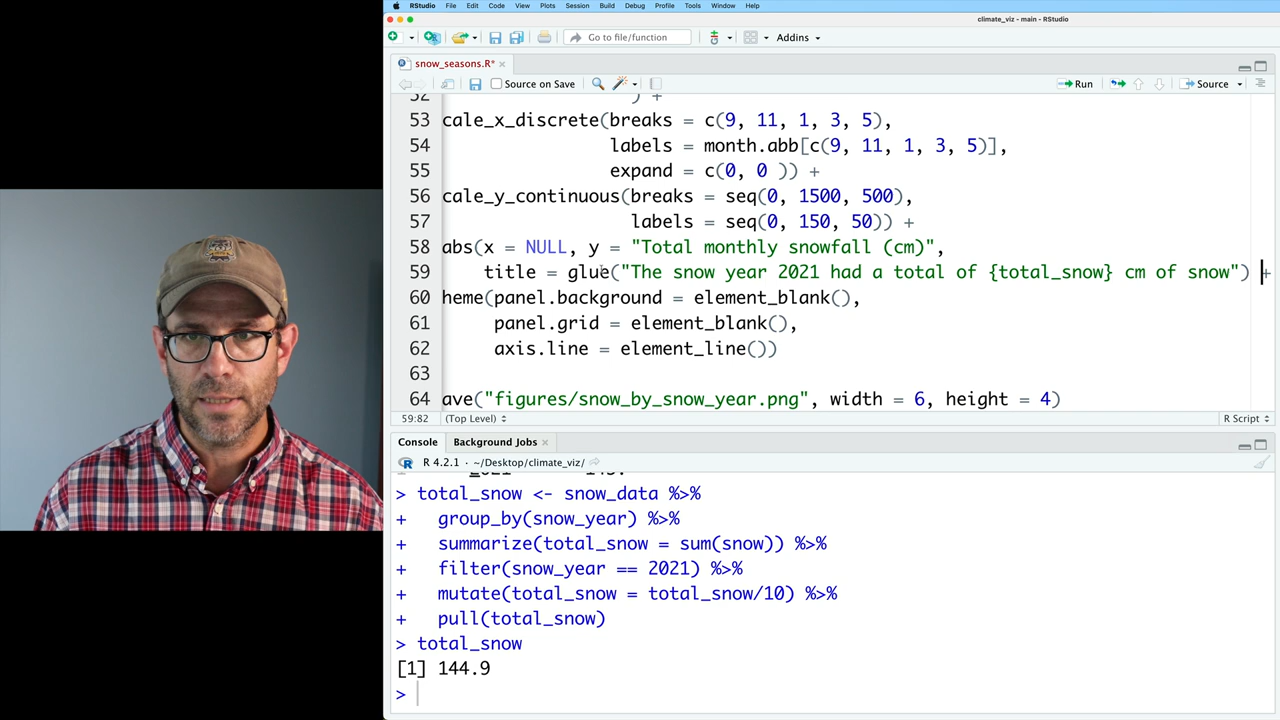 RStudio File Edit Code View Plots Session Build Debug Profile Tools Window Help
climate_viz - main - RStudio
Go to file/function Addins
snow_seasons.R*
Source on Save Run Source
52 ) +
53 cale_x_discrete(breaks = c(9, 11, 1, 3, 5),
54 labels = month.abb[c(9, 11, 1, 3, 5)],
55 expand = c(0, 0 )) +
56 cale_y_continuous(breaks = seq(0, 1500, 500),
57 labels = seq(0, 150, 50)) +
58 abs(x = NULL, y = "Total monthly snowfall (cm)",
59 title = glue("The snow year 2021 had a total of {total_snow} cm of snow") +
60 heme(panel.background = element_blank(),
61 panel.grid = element_blank(),
62 axis.line = element_line())
63
64 ave("figures/snow_by_snow_year.png", width = 6, height = 4)
59:82 (Top Level) R Script
Console Background Jobs
R 4.2.1 · ~/Desktop/climate_viz/
> total_snow <- snow_data %>%
+ group_by(snow_year) %>%
+ summarize(total_snow = sum(snow)) %>%
+ filter(snow_year == 2021) %>%
+ mutate(total_snow = total_snow/10) %>%
+ pull(total_snow)
> total_snow
[1] 144.9
>